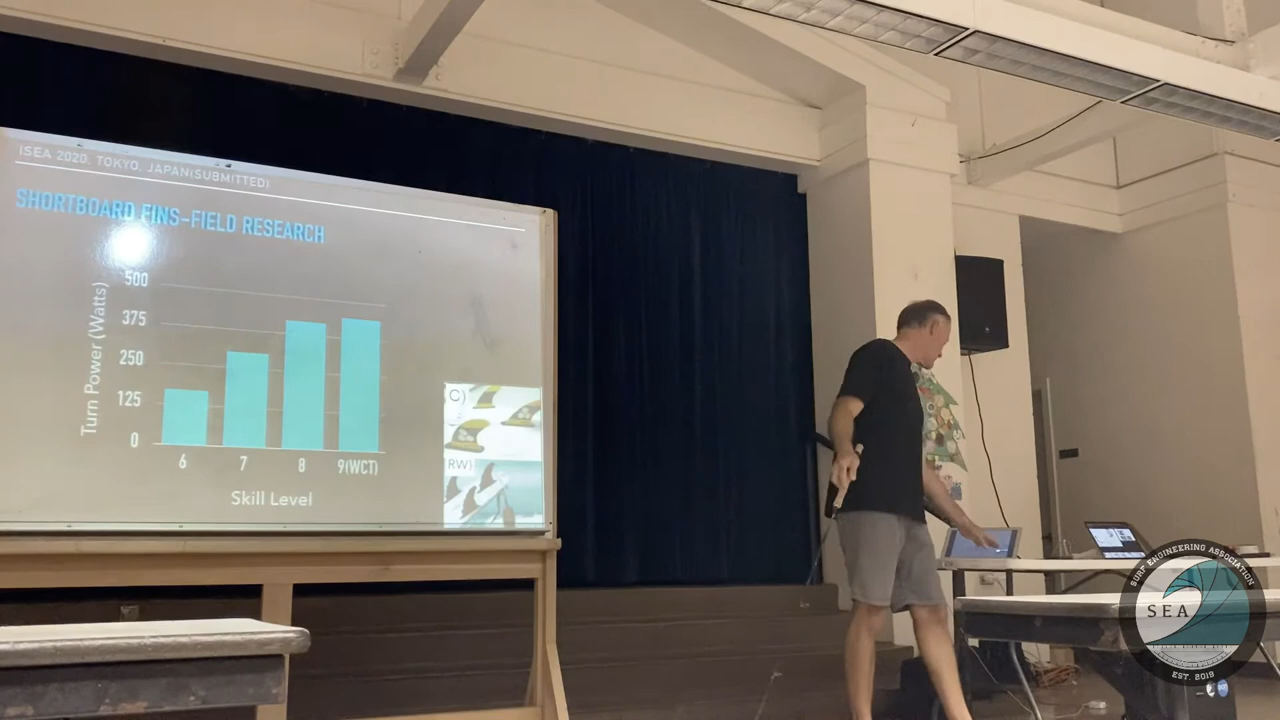 ISEA 2020, TOKYO, JAPAN(SUBMITTED)
SHORTBOARD FINS-FIELD RESEARCH
Turn Power (Watts)
500
375
250
125
0
6 7 8 9(WCT)
Skill Level
C)
RW)
SURF ENGINEERING ASSOCIATION
SEA
EST. 2019